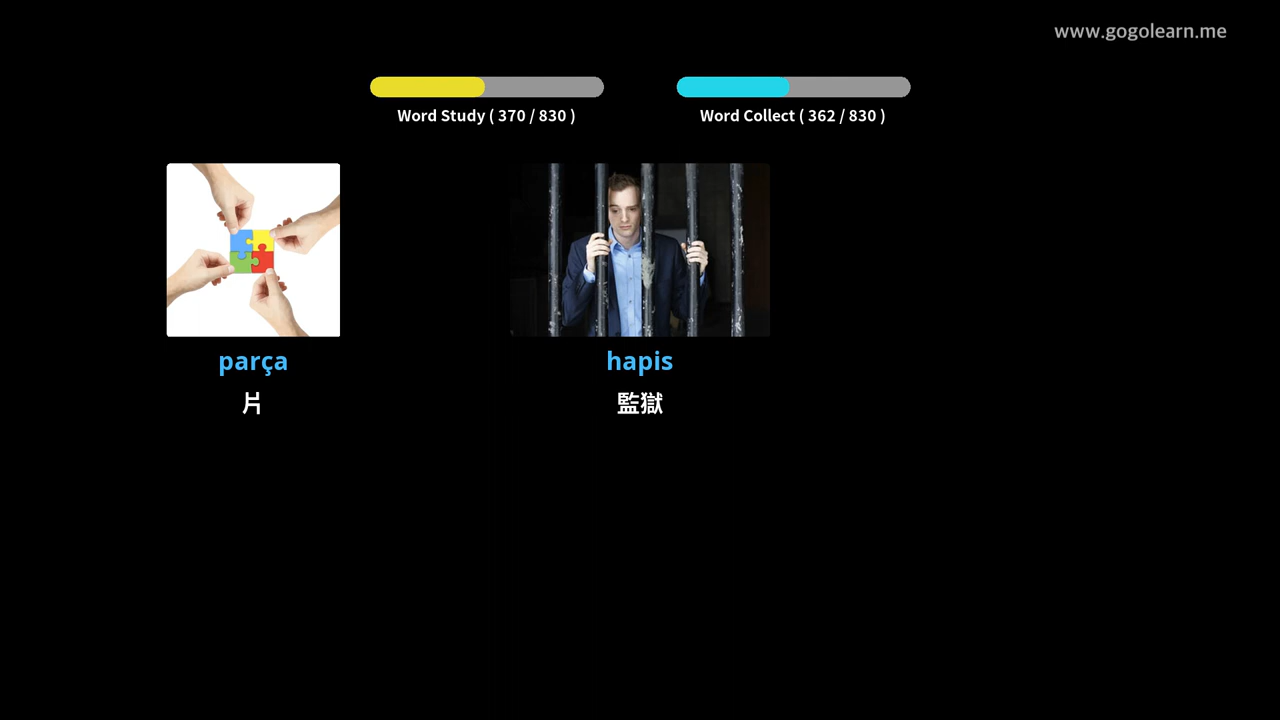 www.gogolearn.me
Word Study ( 370 / 830 )
Word Collect ( 362 / 830 )
parça
片
hapis
監獄